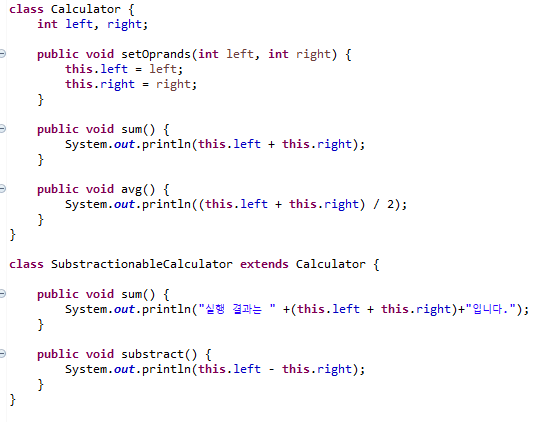 class Calculator {
    int left, right;

    public void setOprands(int left, int right) {
        this.left = left;
        this.right = right;
    }

    public void sum() {
        System.out.println(this.left + this.right);
    }

    public void avg() {
        System.out.println((this.left + this.right) / 2);
    }
}

class SubstractionableCalculator extends Calculator {

    public void sum() {
        System.out.println("실행 결과는 " +(this.left + this.right)+"입니다.");
    }

    public void substract() {
        System.out.println(this.left - this.right);
    }
}